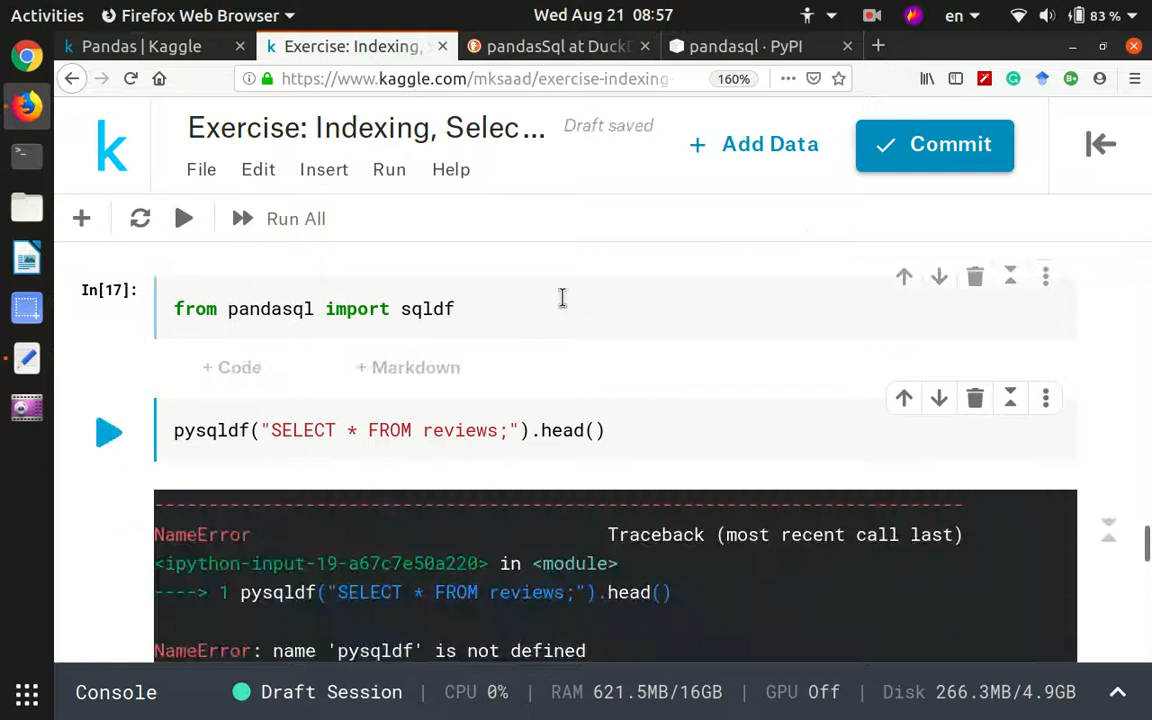 Activities Firefox Web Browser Wed Aug 21 08:57 en 83 %
Pandas | Kaggle Exercise: Indexing, pandasSql at Duck pandasql · PyPI
https://www.kaggle.com/mksaad/exercise-indexing- 160%
k Exercise: Indexing, Selec... Draft saved + Add Data Commit
File Edit Insert Run Help
Run All
In[17]:
from pandasql import sqldf
+ Code + Markdown
pysqldf("SELECT * FROM reviews;").head()
---------------------------------------------------------------------------
NameError Traceback (most recent call last)
<ipython-input-19-a67c7e50a220> in <module>
----> 1 pysqldf("SELECT * FROM reviews;").head()
NameError: name 'pysqldf' is not defined
Console Draft Session | CPU 0% | RAM 621.5MB/16GB | GPU Off | Disk 266.3MB/4.9GB